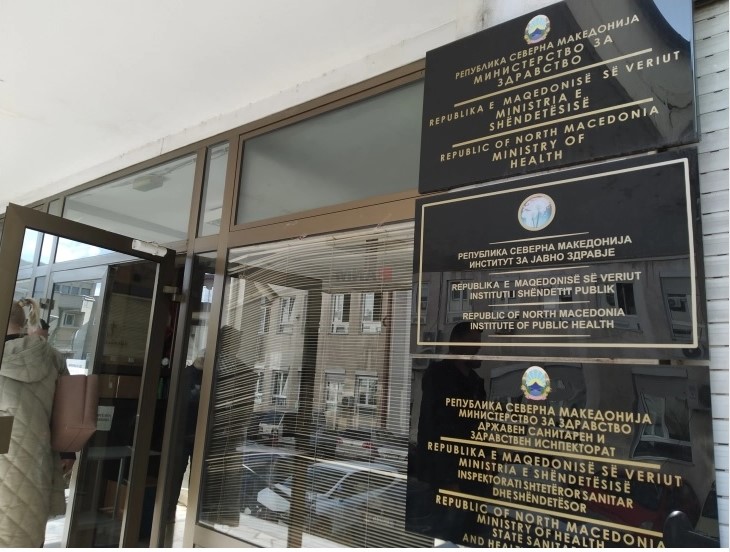 РЕПУБЛИКА СЕВЕРНА МАКЕДОНИЈА
МИНИСТЕРСТВО ЗА
ЗДРАВСТВО
REPUBLIKA E MAQEDONISË SË VERIUT
MINISTRIA E
SHËNDETËSISË
REPUBLIC OF NORTH MACEDONIA
MINISTRY OF
HEALTH
РЕПУБЛИКА СЕВЕРНА МАКЕДОНИЈА
ИНСТИТУТ ЗА ЈАВНО ЗДРАВЈЕ
REPUBLIKA E MAQEDONISË SË VERIUT
INSTITUTI I SHËNDETIT PUBLIK
REPUBLIC OF NORTH MACEDONIA
INSTITUTE OF PUBLIC HEALTH
РЕПУБЛИКА СЕВЕРНА МАКЕДОНИЈА
МИНИСТЕРСТВО ЗА ЗДРАВСТВО
ДРЖАВЕН САНИТАРЕН И
ЗДРАВСТВЕН ИНСПЕКТОРАТ
REPUBLIKA E MAQEDONISË SË VERIUT
MINISTRIA E SHËNDETËSISË
INSPEKTORATI SHTETËROR SANITAR
DHE SHËNDETËSOR
REPUBLIC OF NORTH MACEDONIA
MINISTRY OF HEALTH
STATE SANITARY
AND HEALTH